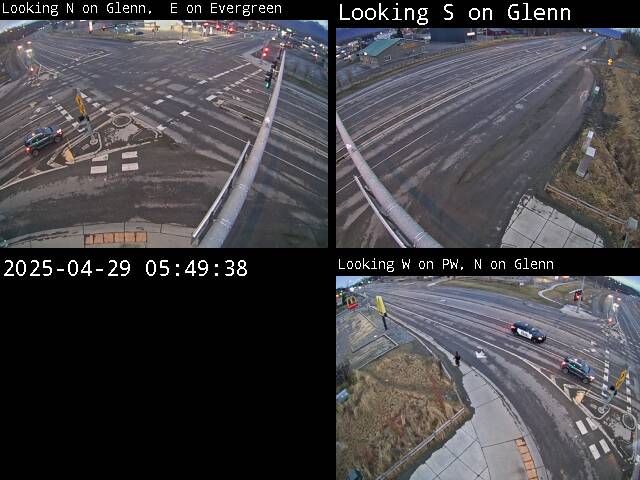 Looking N on Glenn,  E on Evergreen
Looking S on Glenn
2025-04-29 05:49:38
Looking W on PW, N on Glenn